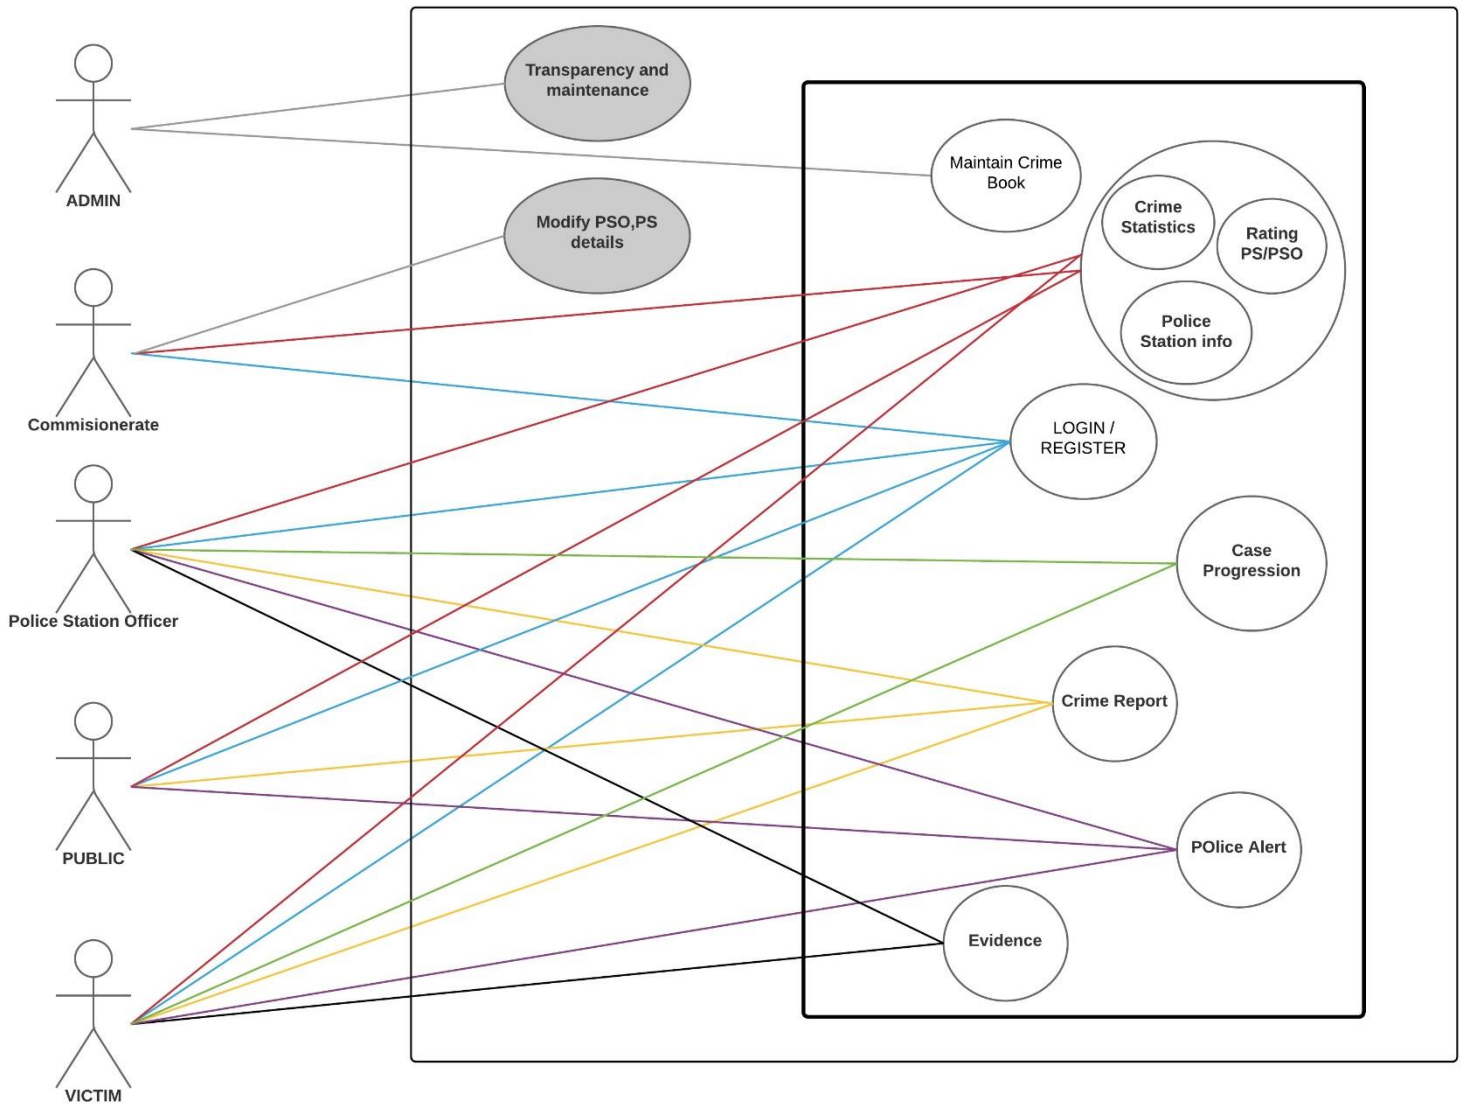 Transparency and
maintenance
ADMIN
Maintain Crime
Book
Crime
Statistics
Rating
PS/PSO
Police
Station info
Modify PSO,PS
details
Commisionerate
LOGIN /
REGISTER
Police Station Officer
Case
Progression
Crime Report
PUBLIC
POlice Alert
Evidence
VICTIM